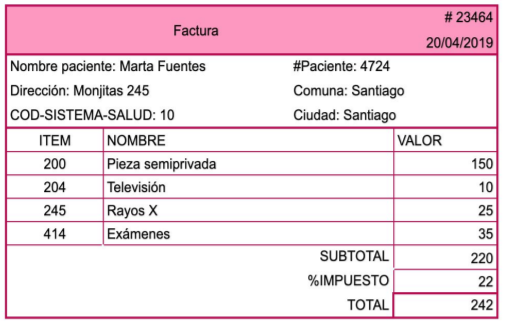 Factura
# 23464
20/04/2019
Nombre paciente: Marta Fuentes #Paciente: 4724
Dirección: Monjitas 245 Comuna: Santiago
COD-SISTEMA-SALUD: 10 Ciudad: Santiago
ITEM NOMBRE VALOR
200 Pieza semiprivada 150
204 Televisión 10
245 Rayos X 25
414 Exámenes 35
SUBTOTAL 220
%IMPUESTO 22
TOTAL 242